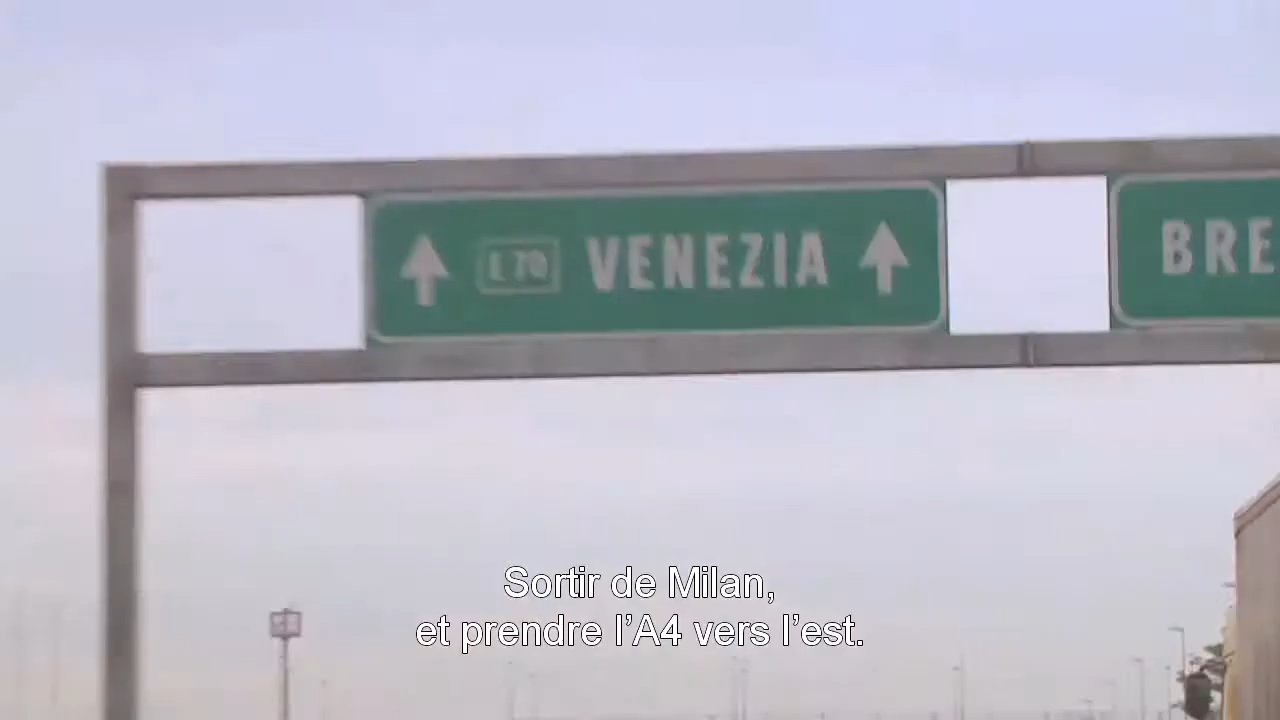 E 70 VENEZIA
BRE
Sortir de Milan,
et prendre l’A4 vers l’est.